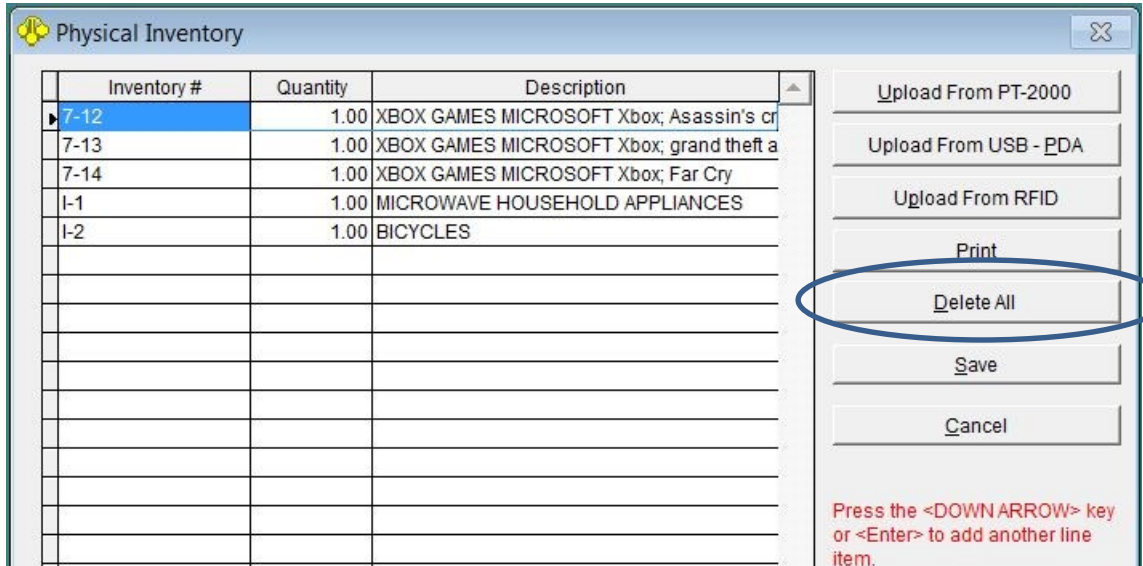 Physical Inventory
Inventory # Quantity Description
7-12 1.00 XBOX GAMES MICROSOFT Xbox; Asassin's cr
7-13 1.00 XBOX GAMES MICROSOFT Xbox; grand theft a
7-14 1.00 XBOX GAMES MICROSOFT Xbox; Far Cry
I-1 1.00 MICROWAVE HOUSEHOLD APPLIANCES
I-2 1.00 BICYCLES
Upload From PT-2000
Upload From USB - PDA
Upload From RFID
Print
Delete All
Save
Cancel
Press the <DOWN ARROW> key
or <Enter> to add another line
item.